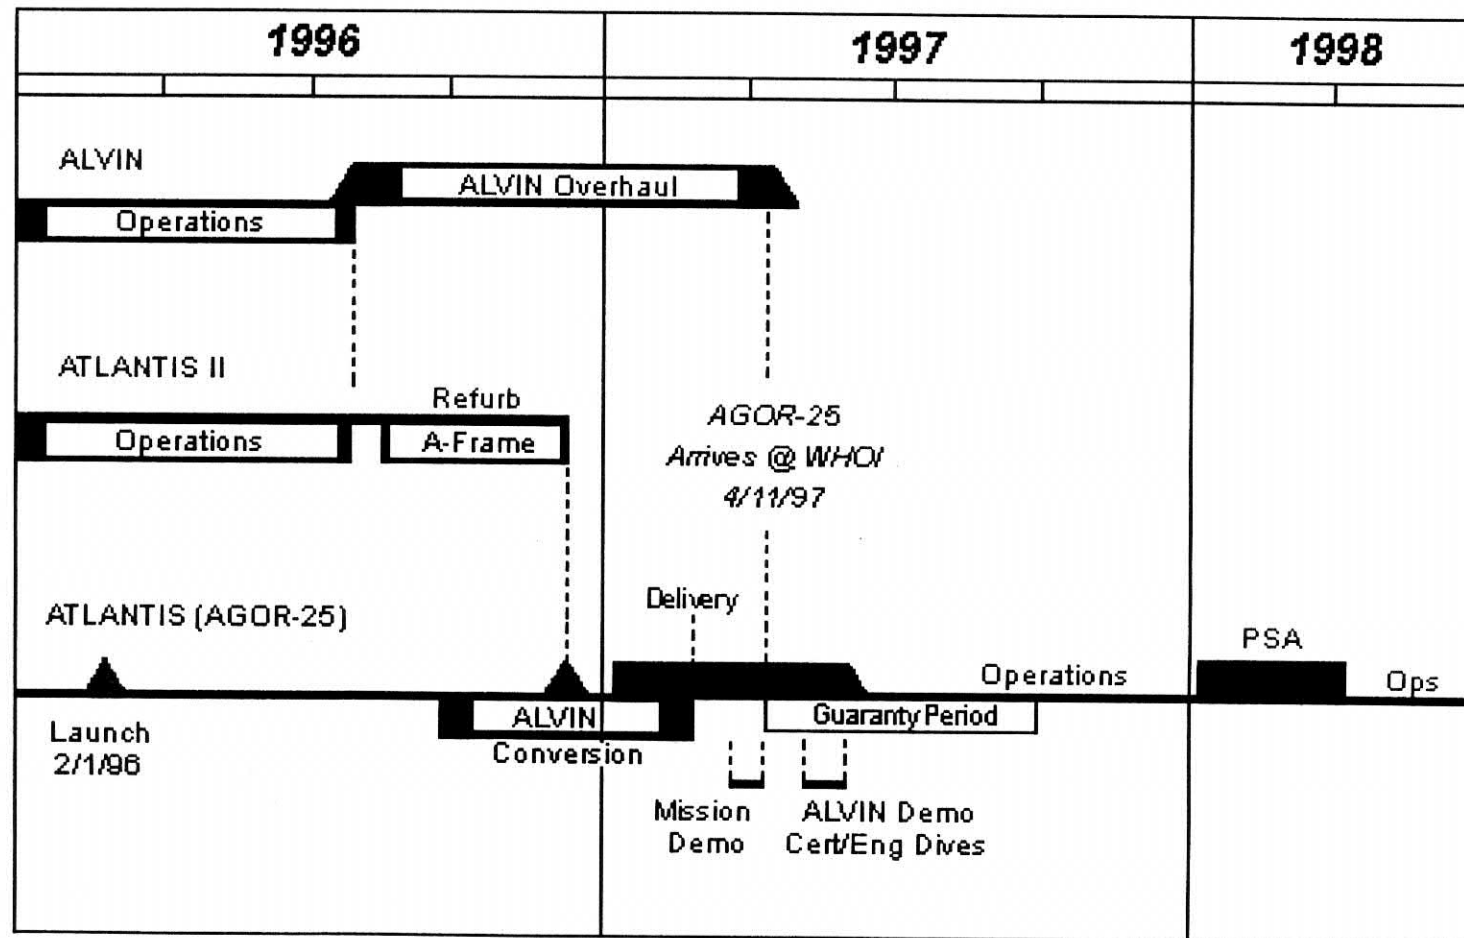 1996
1997
1998
ALVIN
ALVIN Overhaul
Operations
ATLANTIS II
Refurb
Operations
A-Frame
AGOR-25
Arrives @ WHOI
4/11/97
Delivery
ATLANTIS (AGOR-25)
PSA
Operations
Ops
Launch
2/1/96
ALVIN
Conversion
Guaranty Period
Mission
Demo
ALVIN Demo
Cert/Eng Dives